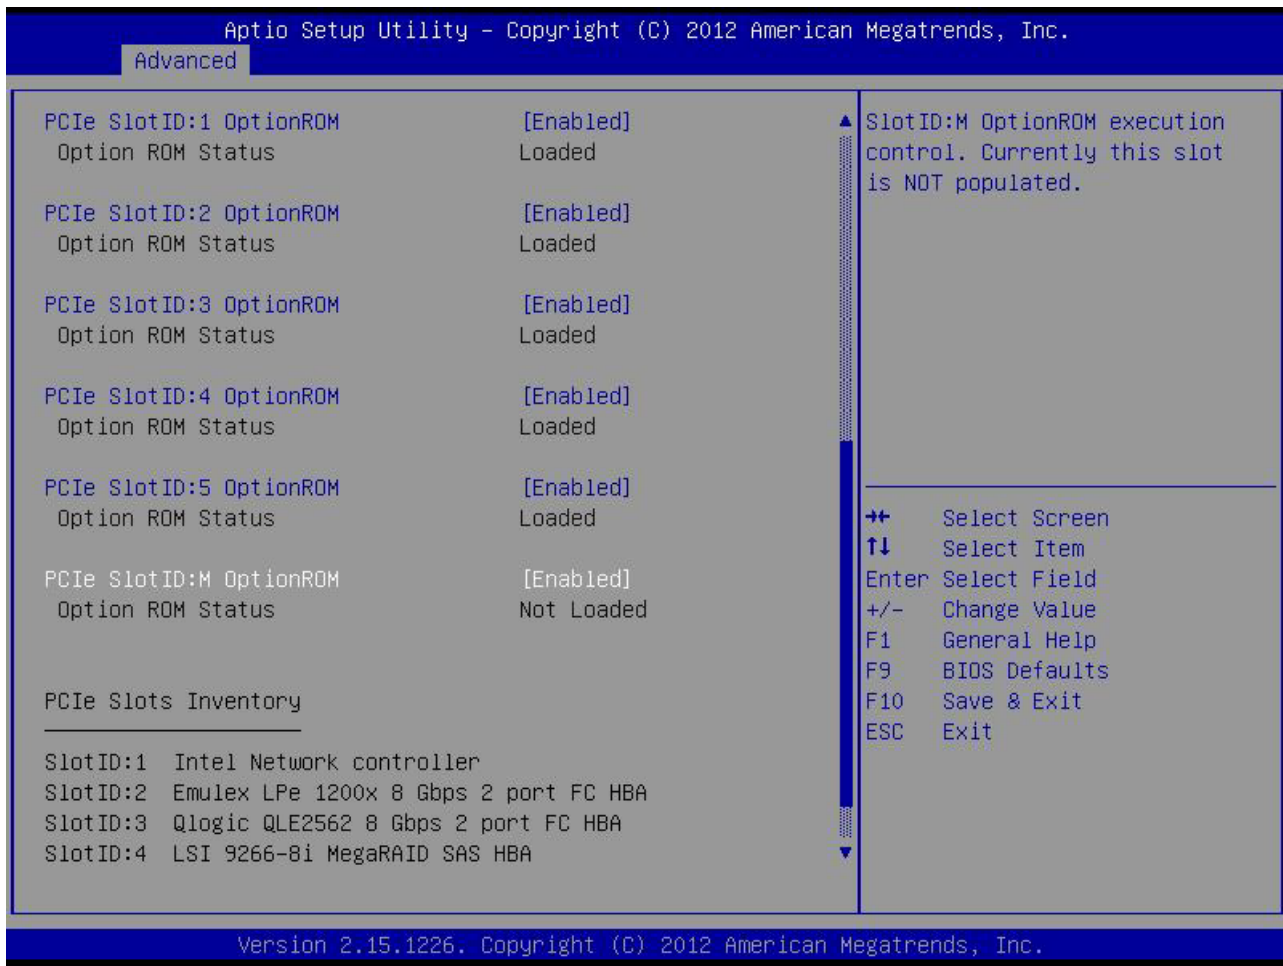 Aptio Setup Utility – Copyright (C) 2012 American Megatrends, Inc.
Advanced
PCIe SlotID:1 OptionROM [Enabled]
Option ROM Status Loaded
PCIe SlotID:2 OptionROM [Enabled]
Option ROM Status Loaded
PCIe SlotID:3 OptionROM [Enabled]
Option ROM Status Loaded
PCIe SlotID:4 OptionROM [Enabled]
Option ROM Status Loaded
PCIe SlotID:5 OptionROM [Enabled]
Option ROM Status Loaded
PCIe SlotID:M OptionROM [Enabled]
Option ROM Status Not Loaded
PCIe Slots Inventory
SlotID:1 Intel Network controller
SlotID:2 Emulex LPe 1200x 8 Gbps 2 port FC HBA
SlotID:3 Qlogic QLE2562 8 Gbps 2 port FC HBA
SlotID:4 LSI 9266-8i MegaRAID SAS HBA
SlotID:M OptionROM execution
control. Currently this slot
is NOT populated.
→← Select Screen
↑↓ Select Item
Enter Select Field
+/- Change Value
F1 General Help
F9 BIOS Defaults
F10 Save & Exit
ESC Exit
Version 2.15.1226. Copyright (C) 2012 American Megatrends, Inc.